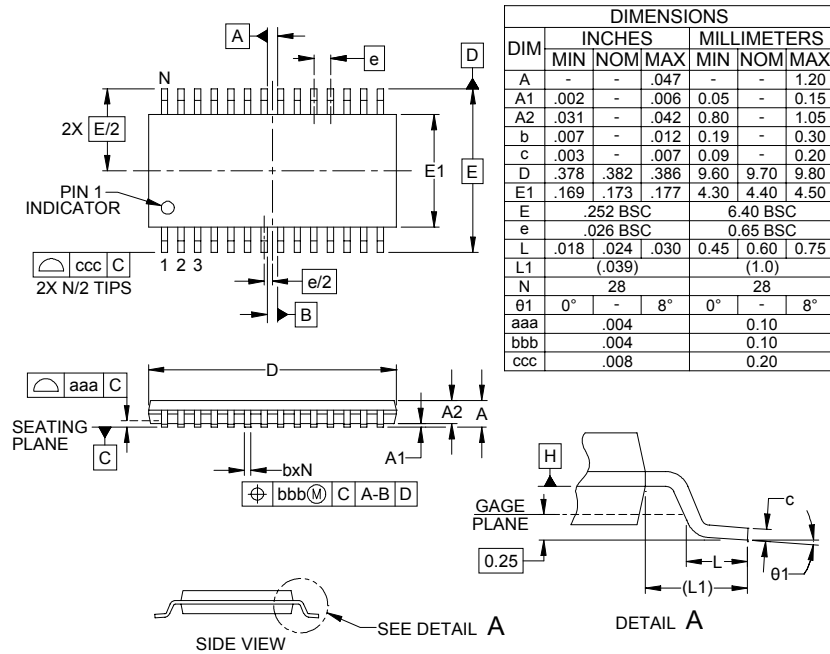 A
e
D
N
2X E/2
E1
E
PIN 1
INDICATOR
ccc C
1 2 3
2X N/2 TIPS
e/2
B
DIMENSIONS
DIM INCHES MILLIMETERS
MIN NOM MAX MIN NOM MAX
A - - .047 - - 1.20
A1 .002 - .006 0.05 - 0.15
A2 .031 - .042 0.80 - 1.05
b .007 - .012 0.19 - 0.30
c .003 - .007 0.09 - 0.20
D .378 .382 .386 9.60 9.70 9.80
E1 .169 .173 .177 4.30 4.40 4.50
E .252 BSC 6.40 BSC
e .026 BSC 0.65 BSC
L .018 .024 .030 0.45 0.60 0.75
L1 (.039) (1.0)
N 28 28
θ1 0° - 8° 0° - 8°
aaa .004 0.10
bbb .004 0.10
ccc .008 0.20
D
aaa C
A2 A
SEATING
PLANE
C
A1
bxN
⌖ bbbⓂ C A-B D
H
GAGE
PLANE
0.25
c
L
(L1)
θ1
DETAIL A
SEE DETAIL A
SIDE VIEW